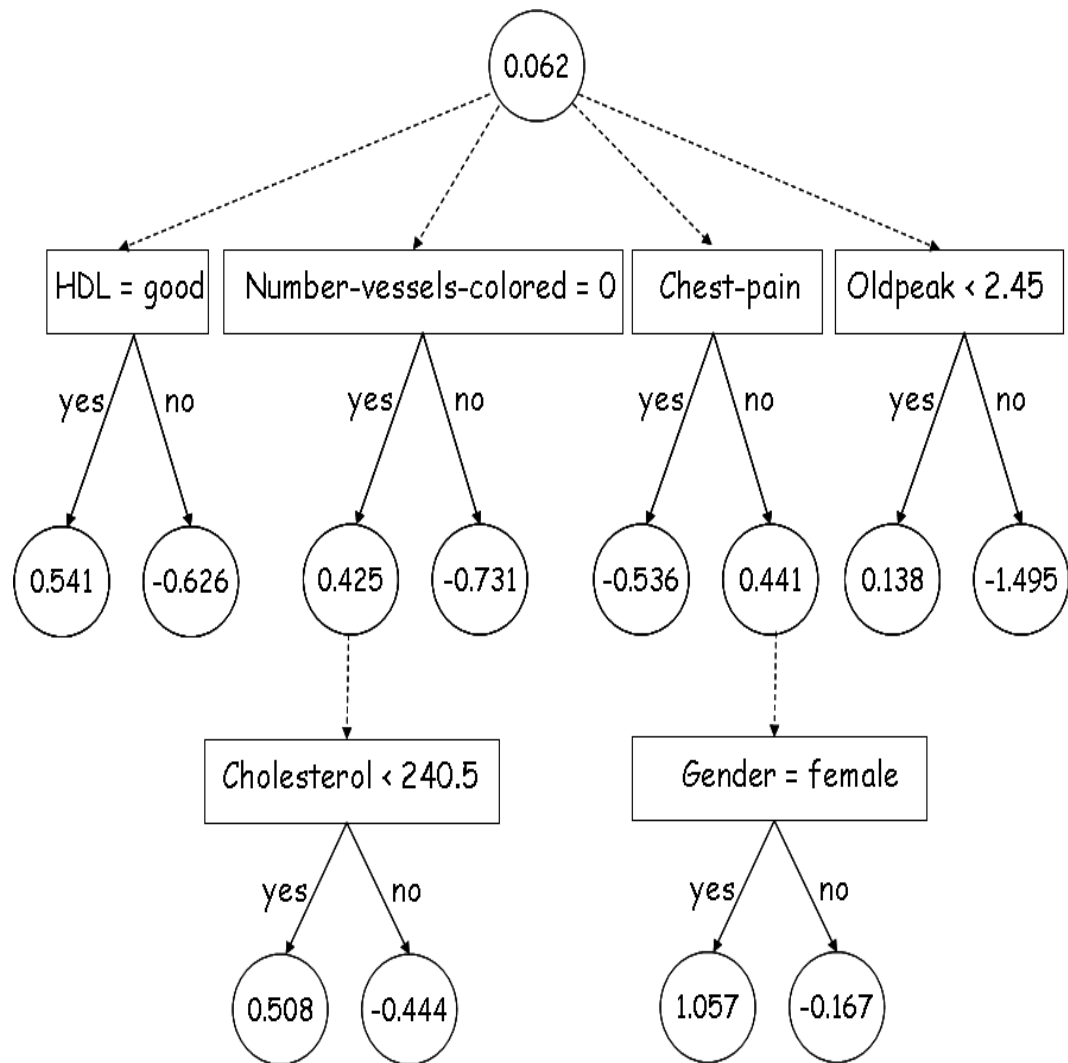 0.062
HDL = good
Number-vessels-colored = 0
Chest-pain
Oldpeak < 2.45
yes
no
yes
no
yes
no
yes
no
0.541
-0.626
0.425
-0.731
-0.536
0.441
0.138
-1.495
Cholesterol < 240.5
Gender = female
yes
no
yes
no
0.508
-0.444
1.057
-0.167